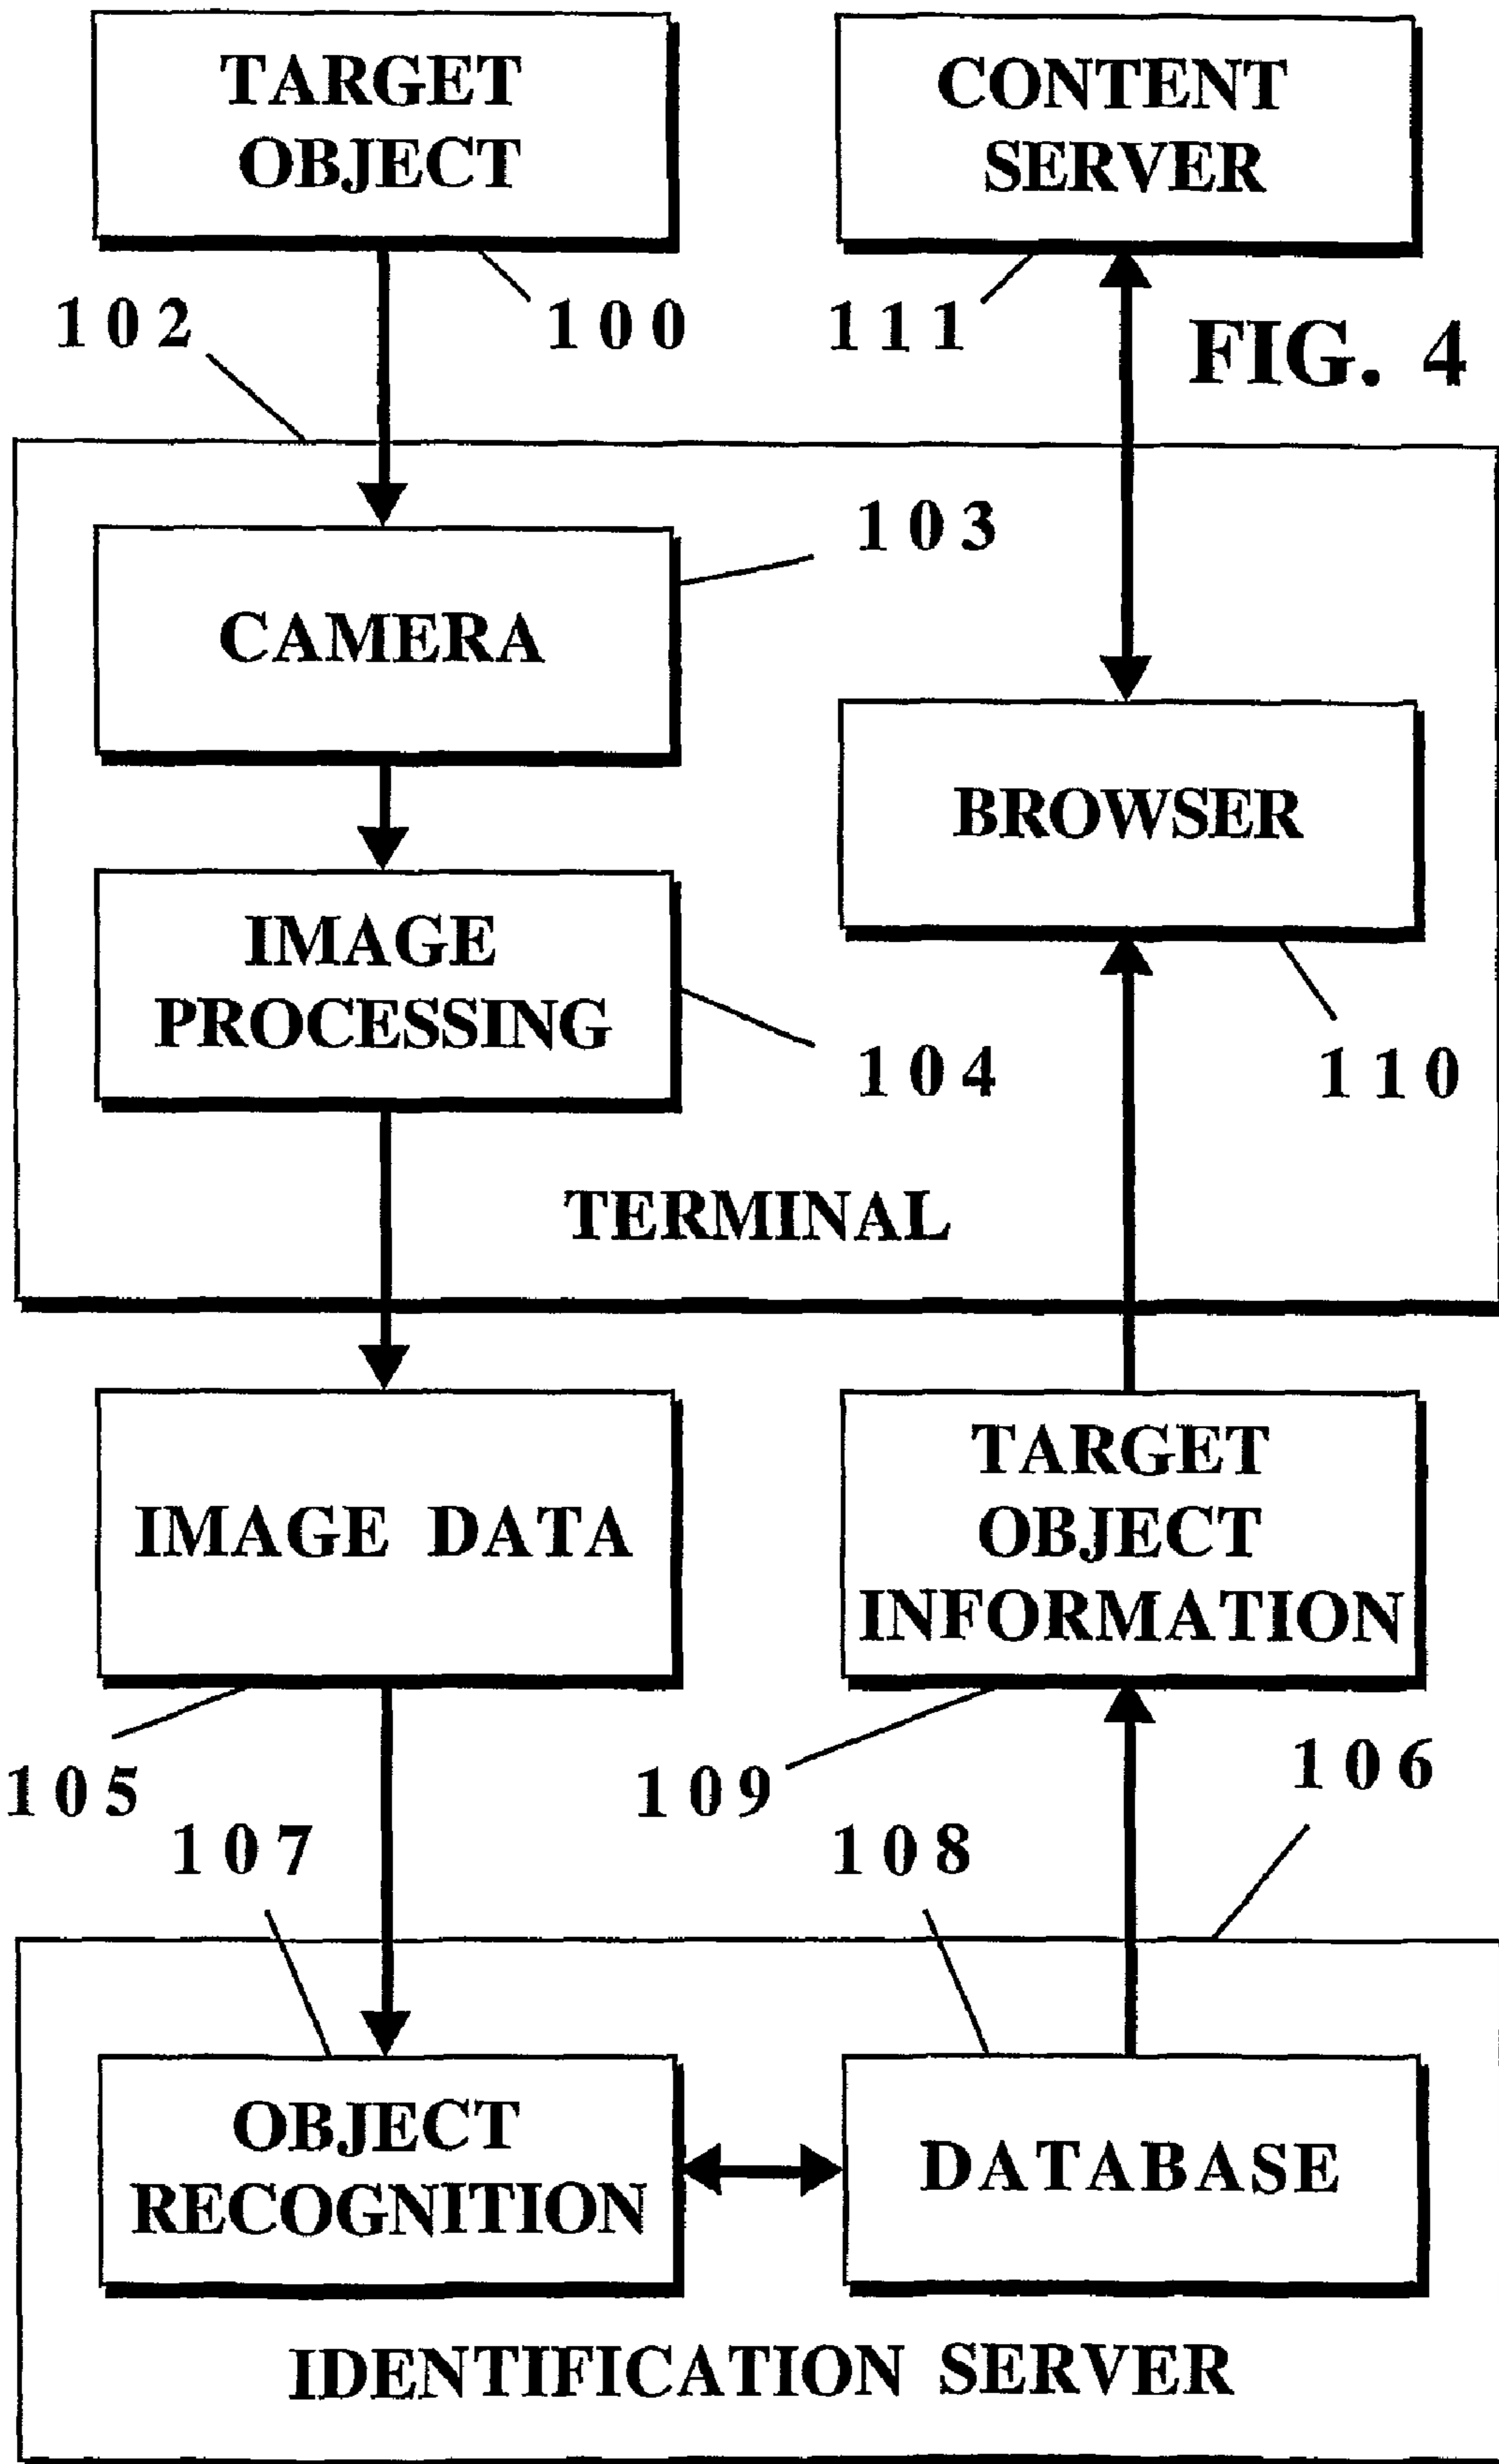 TARGET
OBJECT
CONTENT
SERVER
102
100
111
FIG. 4
103
CAMERA
BROWSER
IMAGE
PROCESSING
104
110
TERMINAL
IMAGE DATA
TARGET
OBJECT
INFORMATION
105
109
106
107
108
OBJECT
RECOGNITION
DATABASE
IDENTIFICATION SERVER